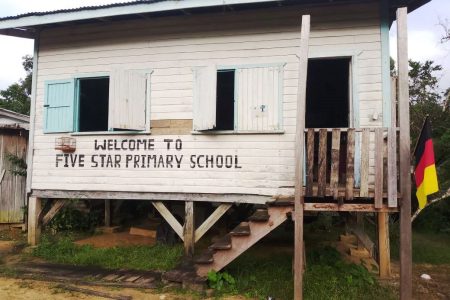 WELCOME TO
FIVE STAR PRIMARY SCHOOL